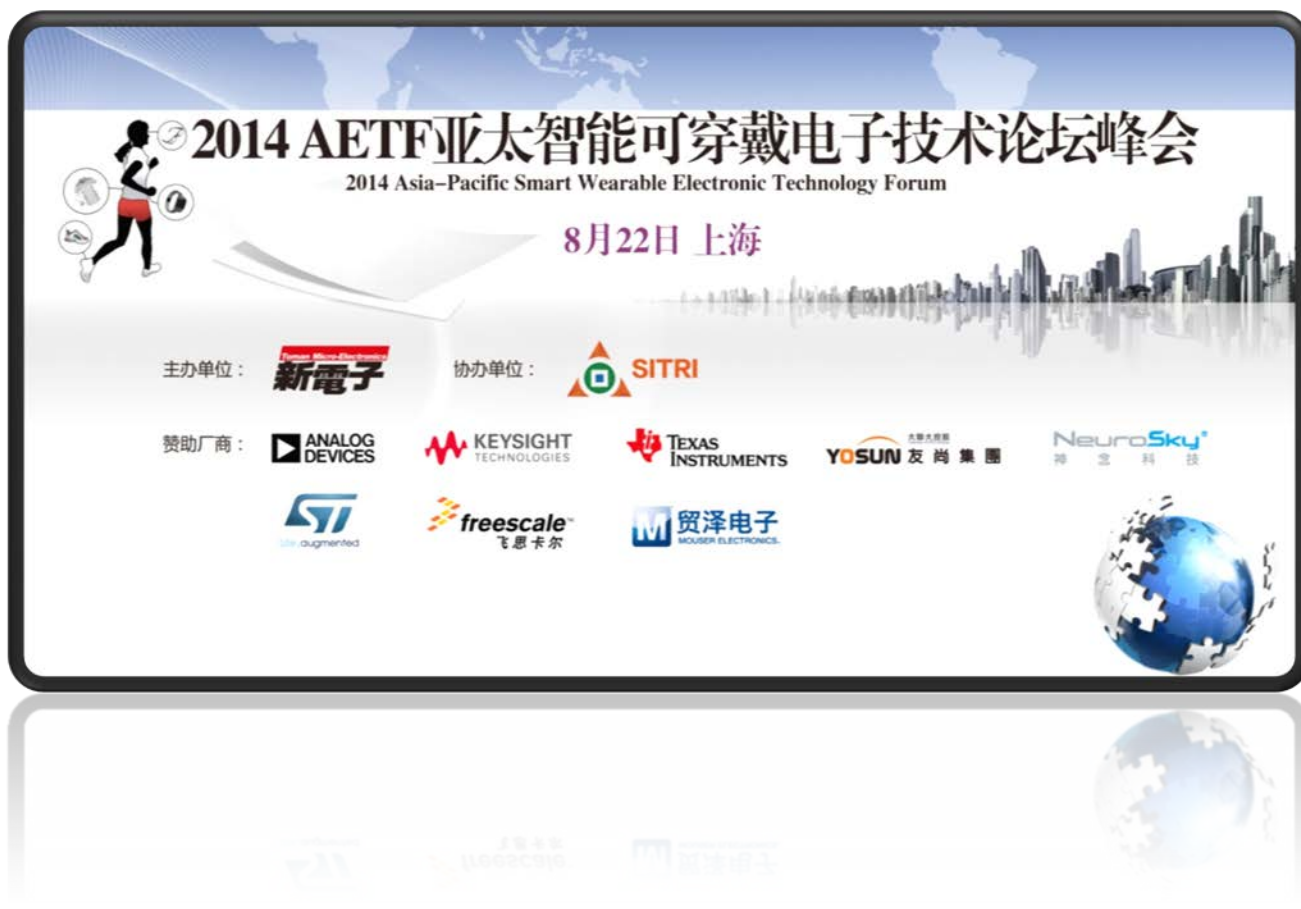 2014 AETF亚太智能可穿戴电子技术论坛峰会
2014 Asia-Pacific Smart Wearable Electronic Technology Forum
8月22日 上海
主办单位：
新電子
协办单位：
SITRI
赞助厂商：
ANALOG
DEVICES
KEYSIGHT
TECHNOLOGIES
TEXAS
INSTRUMENTS
YOSUN 友尚集團
NeuroSky
神念科技
ST
augmented
freescale
飞思卡尔
M 贸泽电子
MOUSER ELECTRONICS